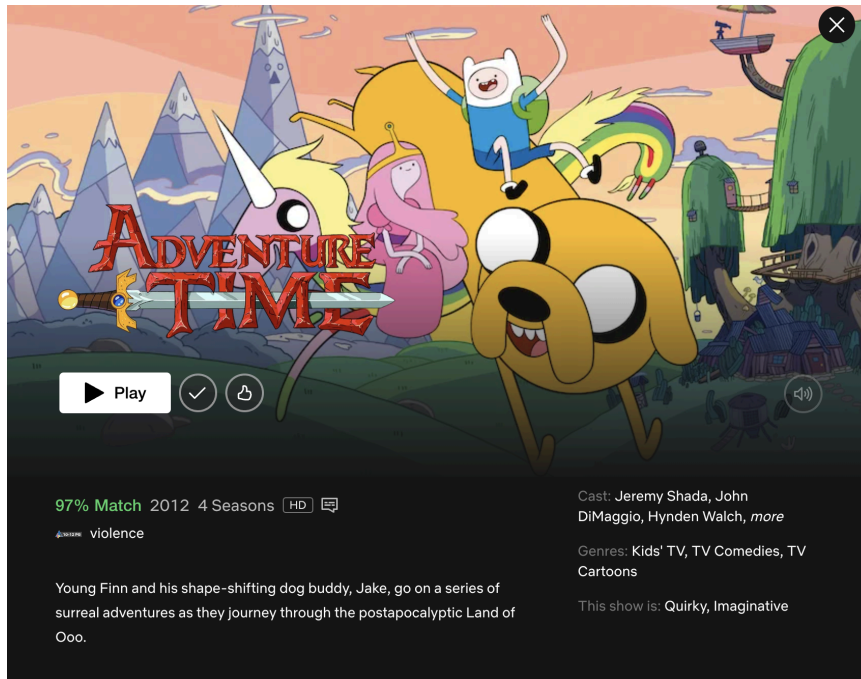 ADVENTURE
TIME
Play
97% Match 2012 4 Seasons HD
violence
Young Finn and his shape-shifting dog buddy, Jake, go on a series of
surreal adventures as they journey through the postapocalyptic Land of
Ooo.
Cast: Jeremy Shada, John
DiMaggio, Hynden Walch, more
Genres: Kids' TV, TV Comedies, TV
Cartoons
This show is: Quirky, Imaginative